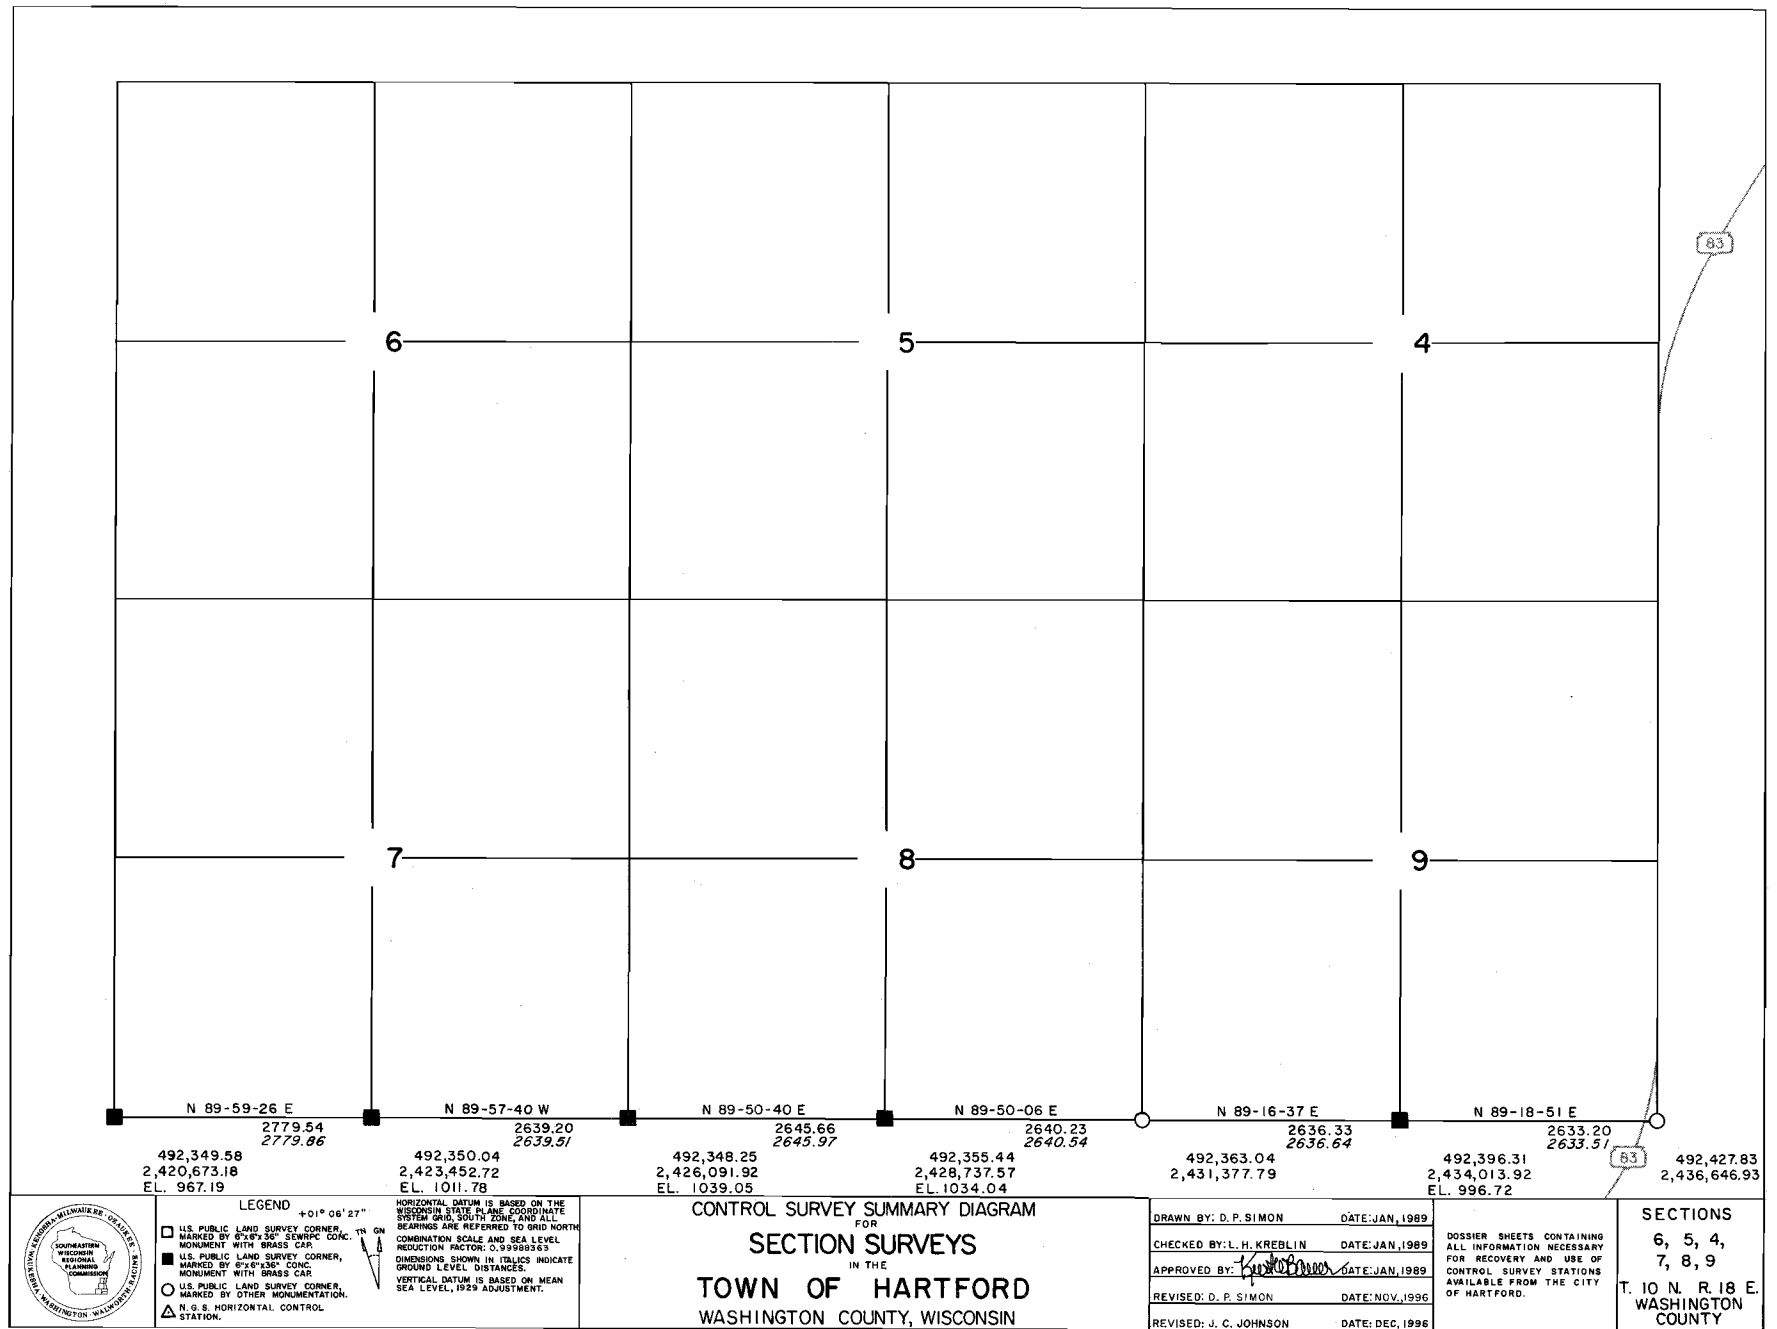 83
6
5
4
7
8
9
N 89-59-26 E
2779.54
2779.86
N 89-57-40 W
2639.20
2639.51
N 89-50-40 E
2645.66
2645.97
N 89-50-06 E
2640.23
2640.54
N 89-16-37 E
2636.33
2636.64
N 89-18-51 E
2633.20
2633.51
83
492,349.58
2,420,673.18
EL. 967.19
492,350.04
2,423,452.72
EL. 1011.78
492,348.25
2,426,091.92
EL. 1039.05
492,355.44
2,428,737.57
EL. 1034.04
492,363.04
2,431,377.79
492,396.31
2,434,013.92
EL. 996.72
492,427.83
2,436,646.93
SOUTHEASTERN
WISCONSIN
REGIONAL
PLANNING
COMMISSION
KENOSHA · MILWAUKEE · OZAUKEE · RACINE · WALWORTH · WASHINGTON · WAUKESHA
LEGEND
+01° 06' 27"
TN GN
U.S. PUBLIC LAND SURVEY CORNER,
MARKED BY 6"x6"x36" SEWRPC CONC.
MONUMENT WITH BRASS CAP.
U.S. PUBLIC LAND SURVEY CORNER,
MARKED BY 6"x6"x36" CONC.
MONUMENT WITH BRASS CAP.
U.S. PUBLIC LAND SURVEY CORNER,
MARKED BY OTHER MONUMENTATION.
N.G.S. HORIZONTAL CONTROL
STATION.
HORIZONTAL DATUM IS BASED ON THE
WISCONSIN STATE PLANE COORDINATE
SYSTEM GRID, SOUTH ZONE, AND ALL
BEARINGS ARE REFERRED TO GRID NORTH
COMBINATION SCALE AND SEA LEVEL
REDUCTION FACTOR: 0.99988363
DIMENSIONS SHOWN IN ITALICS INDICATE
GROUND LEVEL DISTANCES.
VERTICAL DATUM IS BASED ON MEAN
SEA LEVEL, 1929 ADJUSTMENT.
CONTROL SURVEY SUMMARY DIAGRAM
FOR
SECTION SURVEYS
IN THE
TOWN OF HARTFORD
WASHINGTON COUNTY, WISCONSIN
DRAWN BY: D. P. SIMON DATE: JAN, 1989
CHECKED BY: L. H. KREBLIN DATE: JAN, 1989
APPROVED BY: DATE: JAN, 1989
REVISED: D. P. SIMON DATE: NOV., 1996
REVISED: J. C. JOHNSON DATE: DEC, 1996
DOSSIER SHEETS CONTAINING
ALL INFORMATION NECESSARY
FOR RECOVERY AND USE OF
CONTROL SURVEY STATIONS
AVAILABLE FROM THE CITY
OF HARTFORD.
SECTIONS
6, 5, 4,
7, 8, 9
T. 10 N. R. 18 E.
WASHINGTON
COUNTY